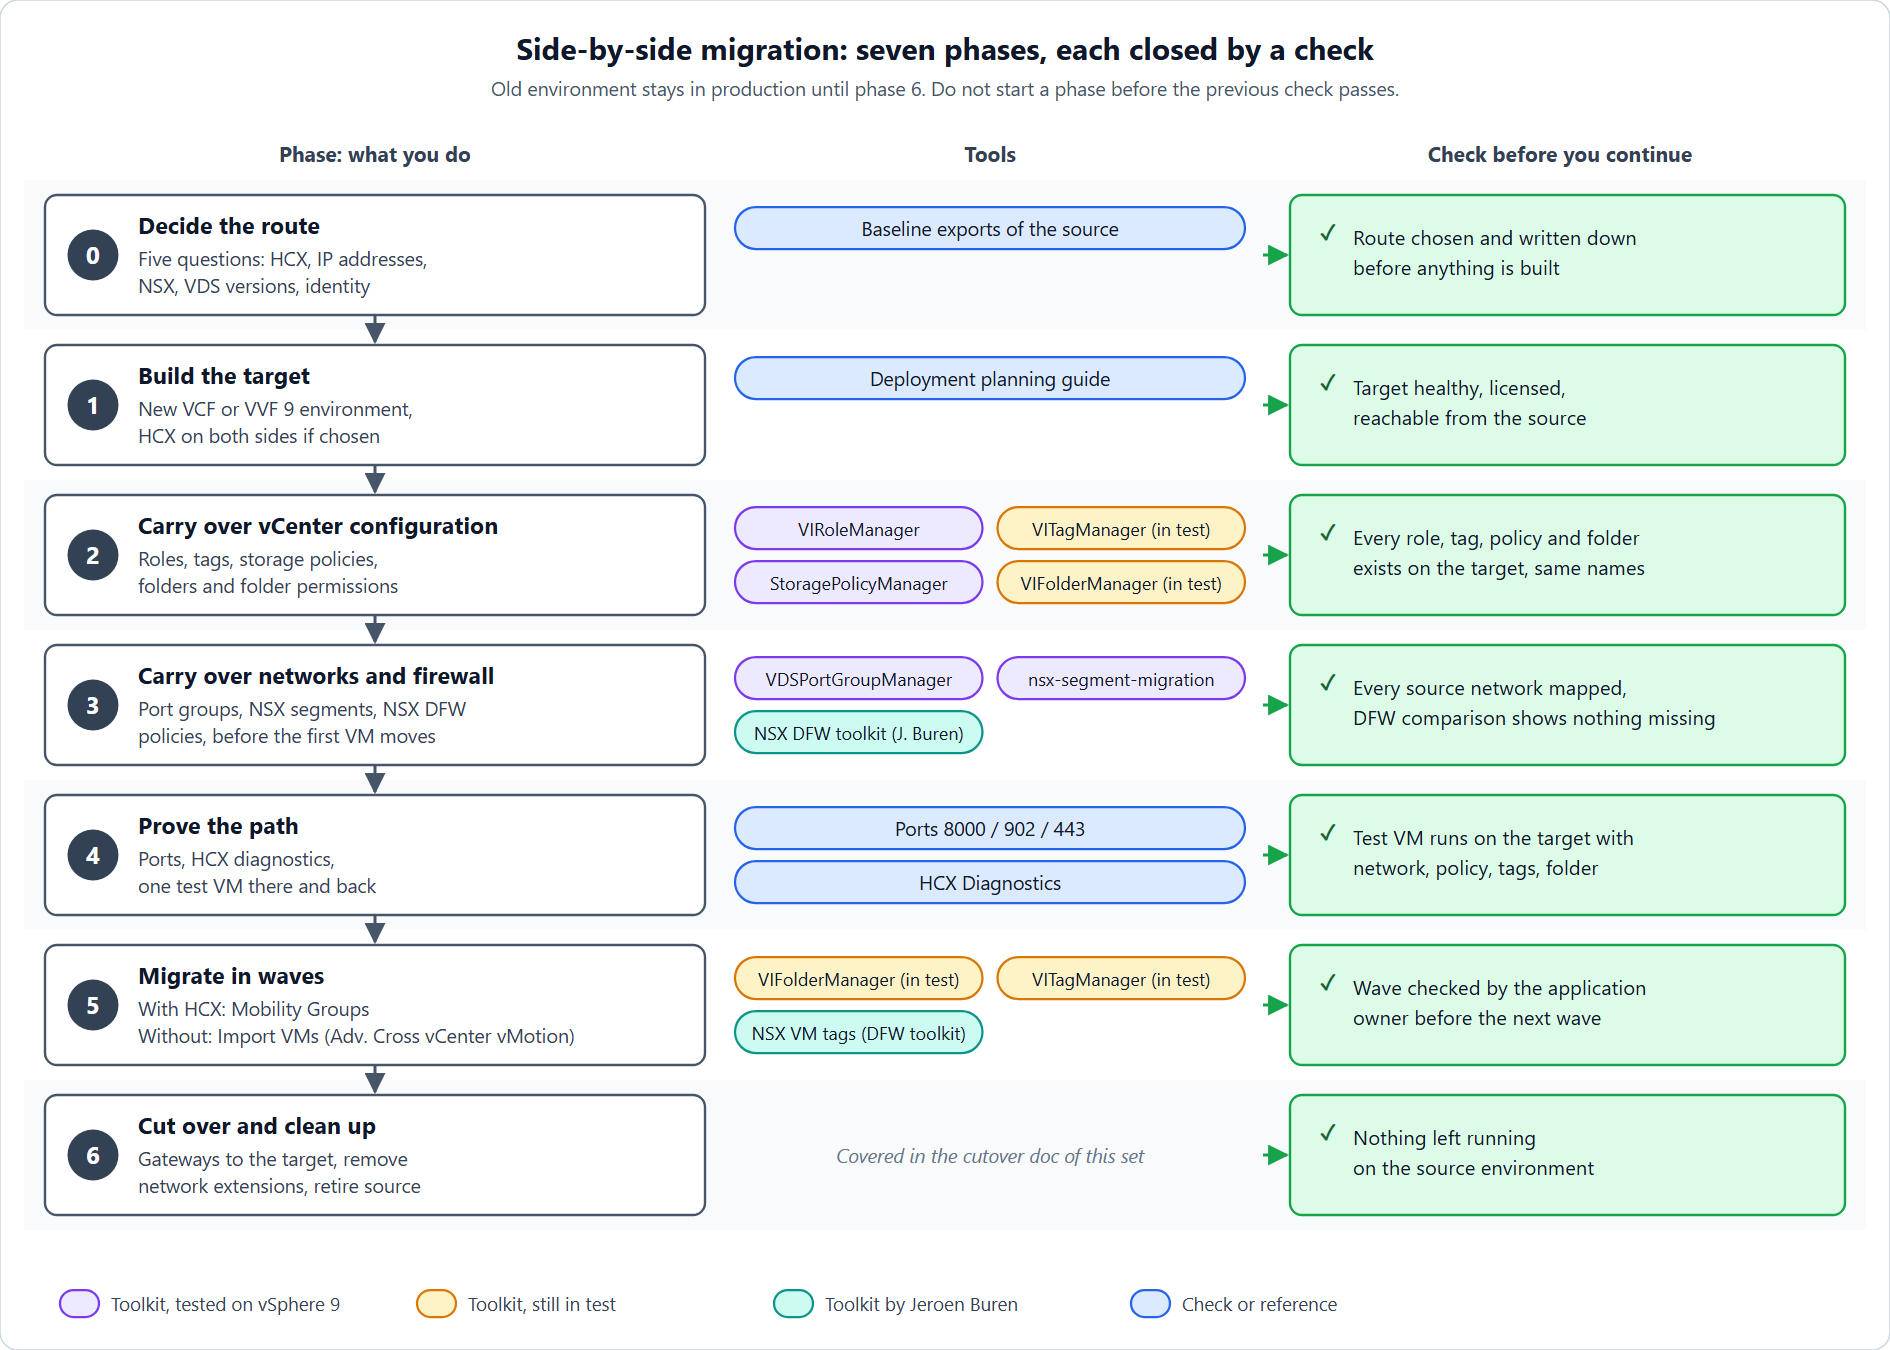 Side-by-side migration: seven phases, each closed by a check
Old environment stays in production until phase 6. Do not start a phase before the previous check passes.
Phase: what you do
Tools
Check before you continue
0
Decide the route
Five questions: HCX, IP addresses,
NSX, VDS versions, identity
Baseline exports of the source
✓ Route chosen and written down
before anything is built
1
Build the target
New VCF or VVF 9 environment,
HCX on both sides if chosen
Deployment planning guide
✓ Target healthy, licensed,
reachable from the source
2
Carry over vCenter configuration
Roles, tags, storage policies,
folders and folder permissions
VIRoleManager
VITagManager (in test)
StoragePolicyManager
VIFolderManager (in test)
✓ Every role, tag, policy and folder
exists on the target, same names
3
Carry over networks and firewall
Port groups, NSX segments, NSX DFW
policies, before the first VM moves
VDSPortGroupManager
nsx-segment-migration
NSX DFW toolkit (J. Buren)
✓ Every source network mapped,
DFW comparison shows nothing missing
4
Prove the path
Ports, HCX diagnostics,
one test VM there and back
Ports 8000 / 902 / 443
HCX Diagnostics
✓ Test VM runs on the target with
network, policy, tags, folder
5
Migrate in waves
With HCX: Mobility Groups
Without: Import VMs (Adv. Cross vCenter vMotion)
VIFolderManager (in test)
VITagManager (in test)
NSX VM tags (DFW toolkit)
✓ Wave checked by the application
owner before the next wave
6
Cut over and clean up
Gateways to the target, remove
network extensions, retire source
Covered in the cutover doc of this set
✓ Nothing left running
on the source environment
Toolkit, tested on vSphere 9
Toolkit, still in test
Toolkit by Jeroen Buren
Check or reference